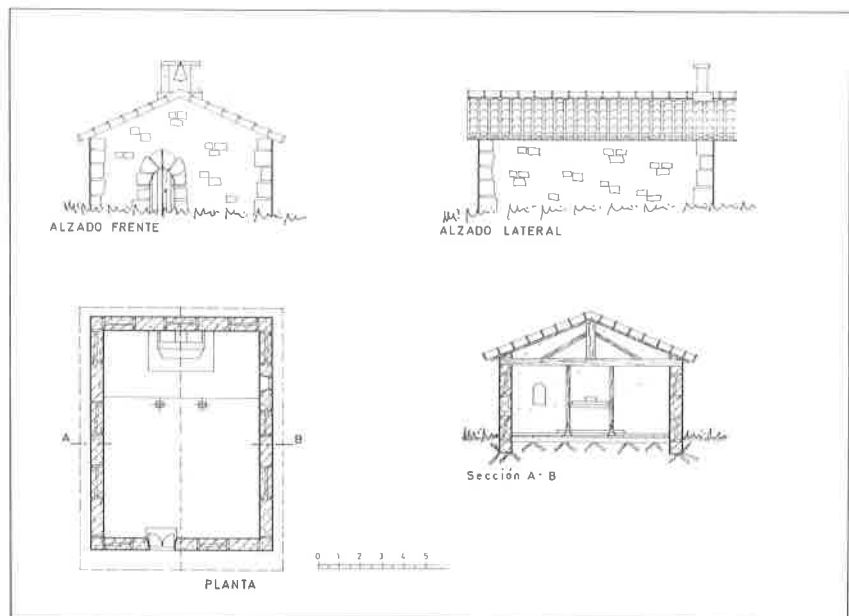 ALZADO FRENTE
ALZADO LATERAL
A
B
Sección A-B
0 1 2 3 4 5
PLANTA